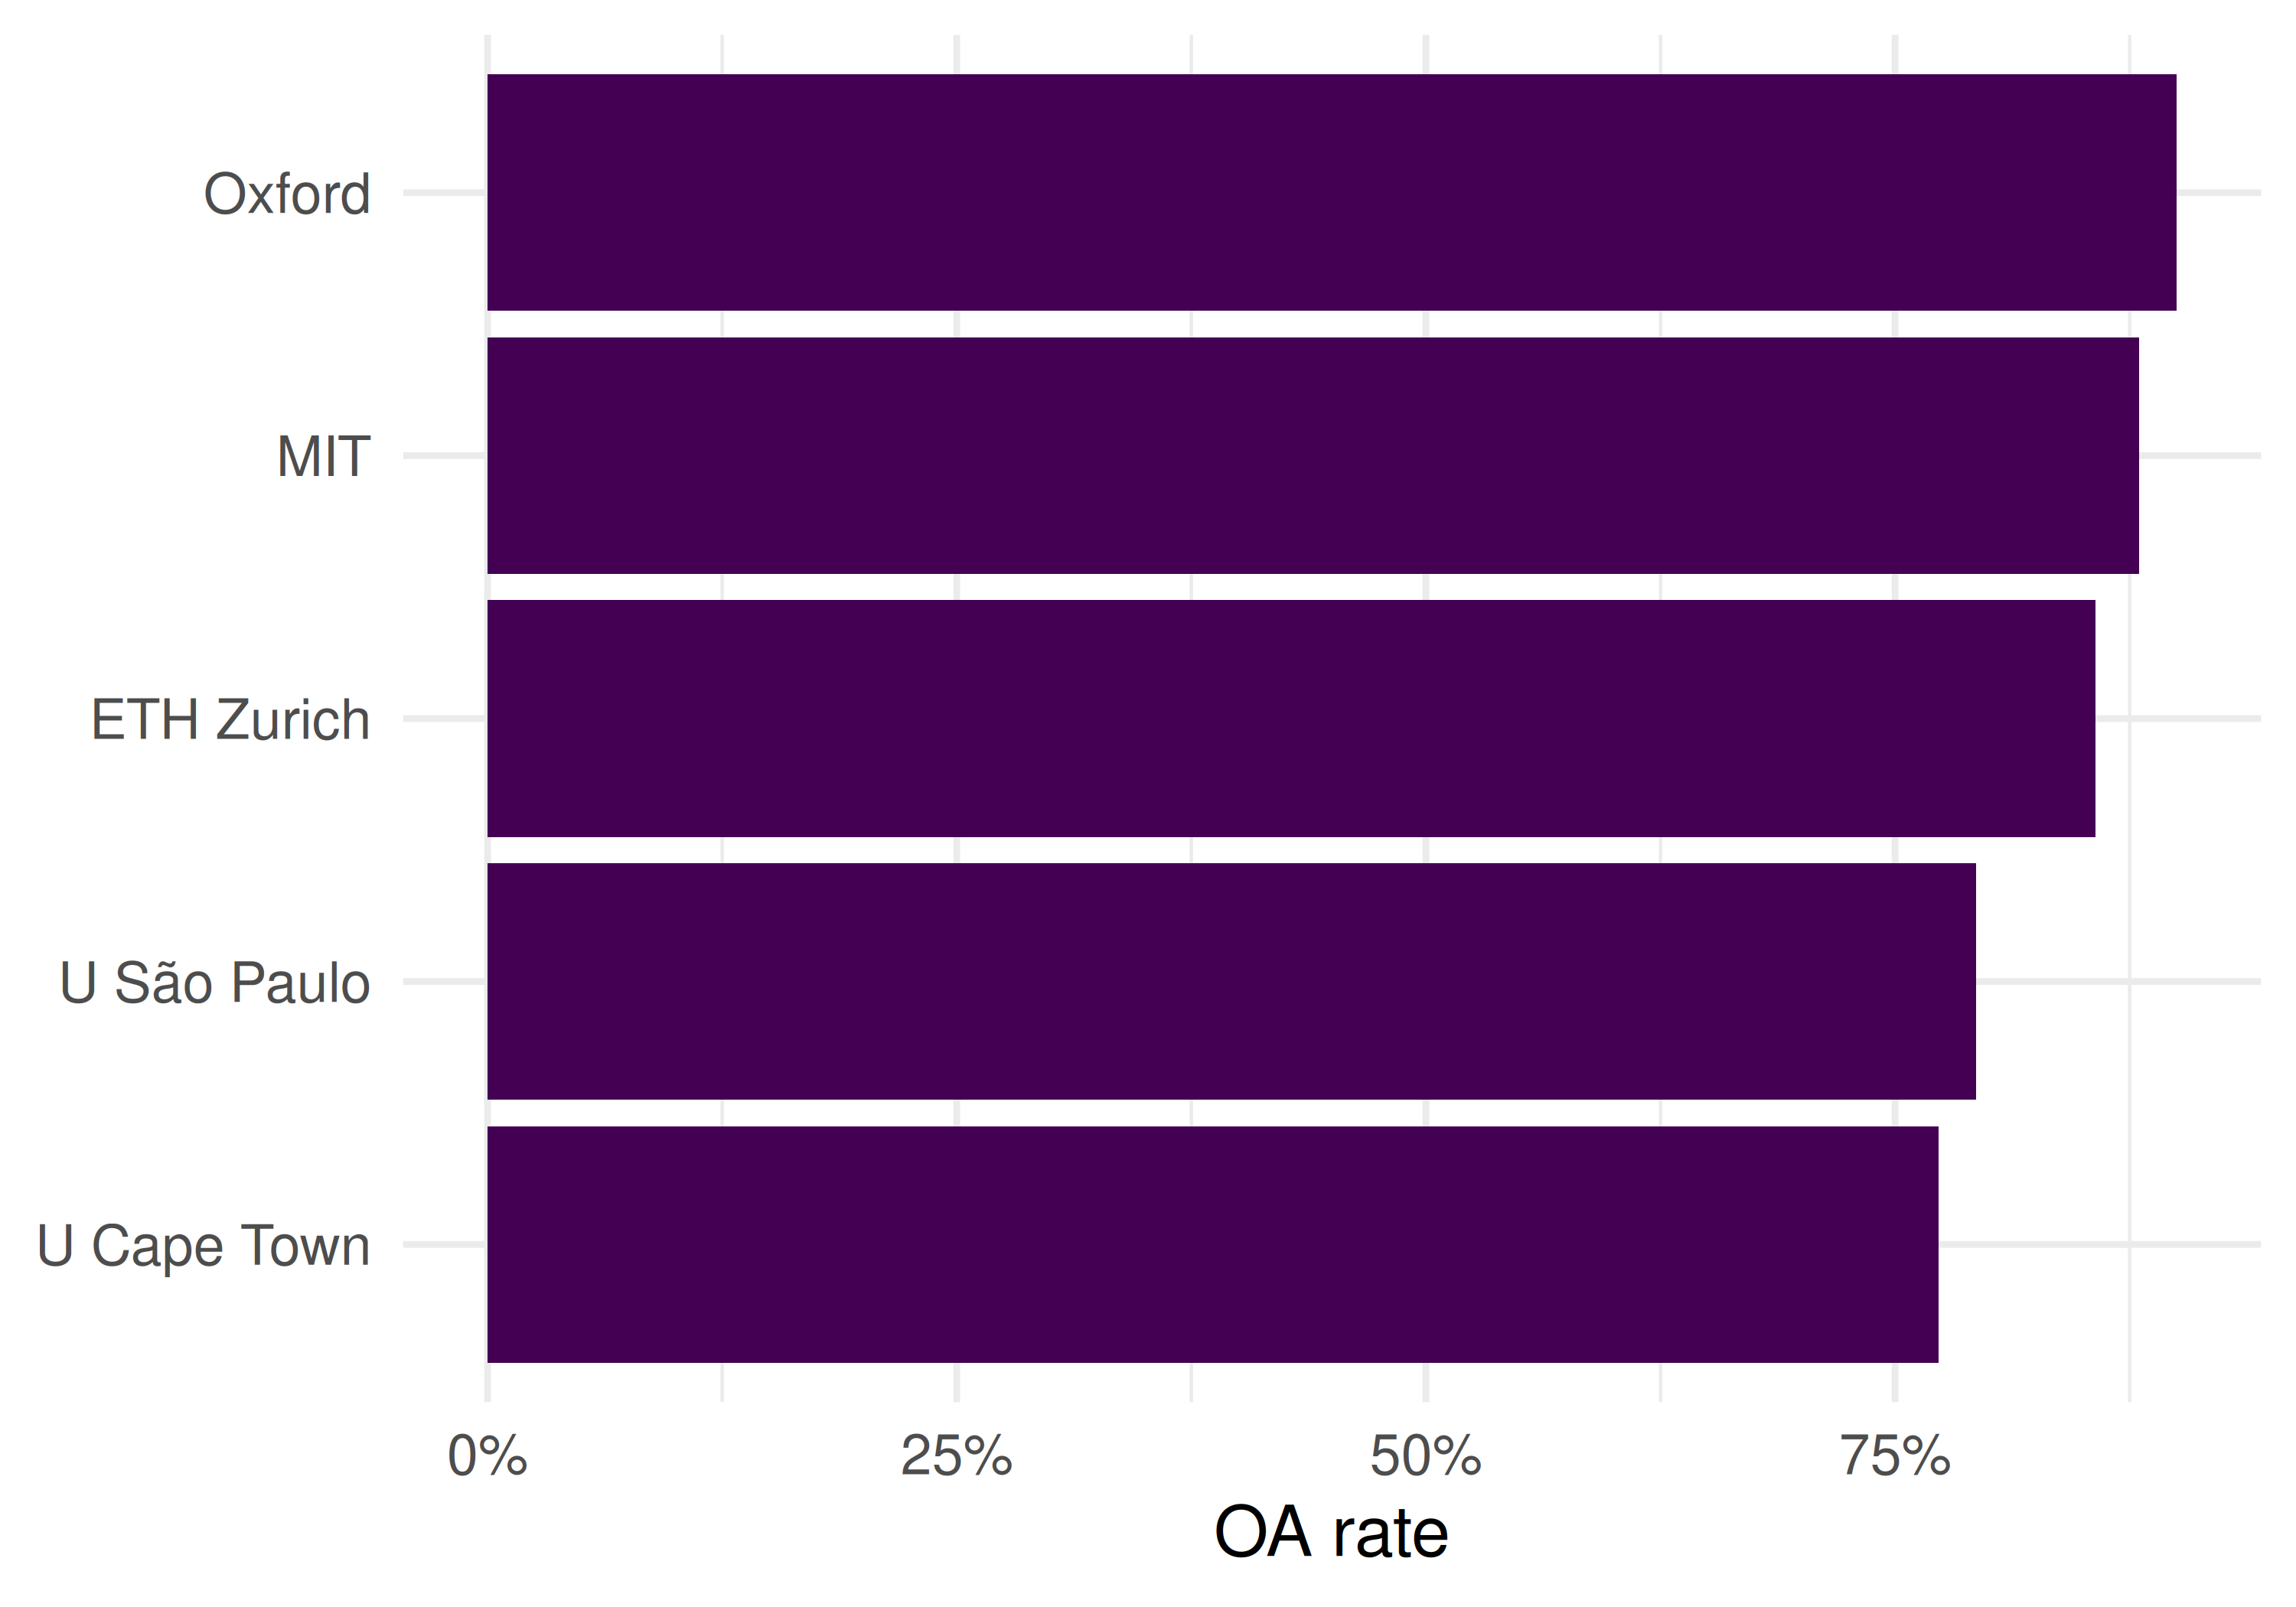 Oxford
MIT
ETH Zurich
U São Paulo
U Cape Town
0% 25% 50% 75%
OA rate